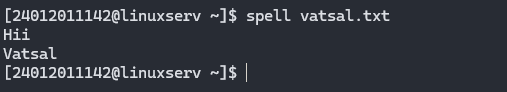 [24012011142@linuxserv ~]$ spell vatsal.txt
Hii
Vatsal
[24012011142@linuxserv ~]$